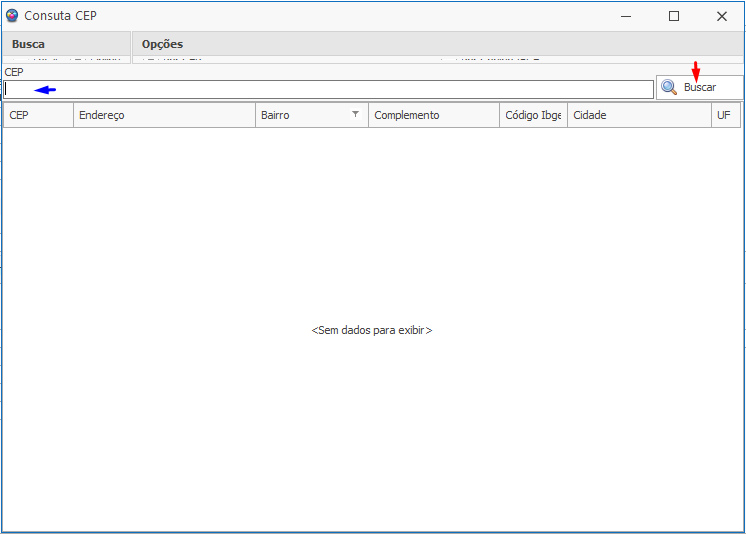 Consuta CEP
Busca Opções
CEP
Buscar
CEP Endereço Bairro Complemento Código Ibge Cidade UF
<Sem dados para exibir>